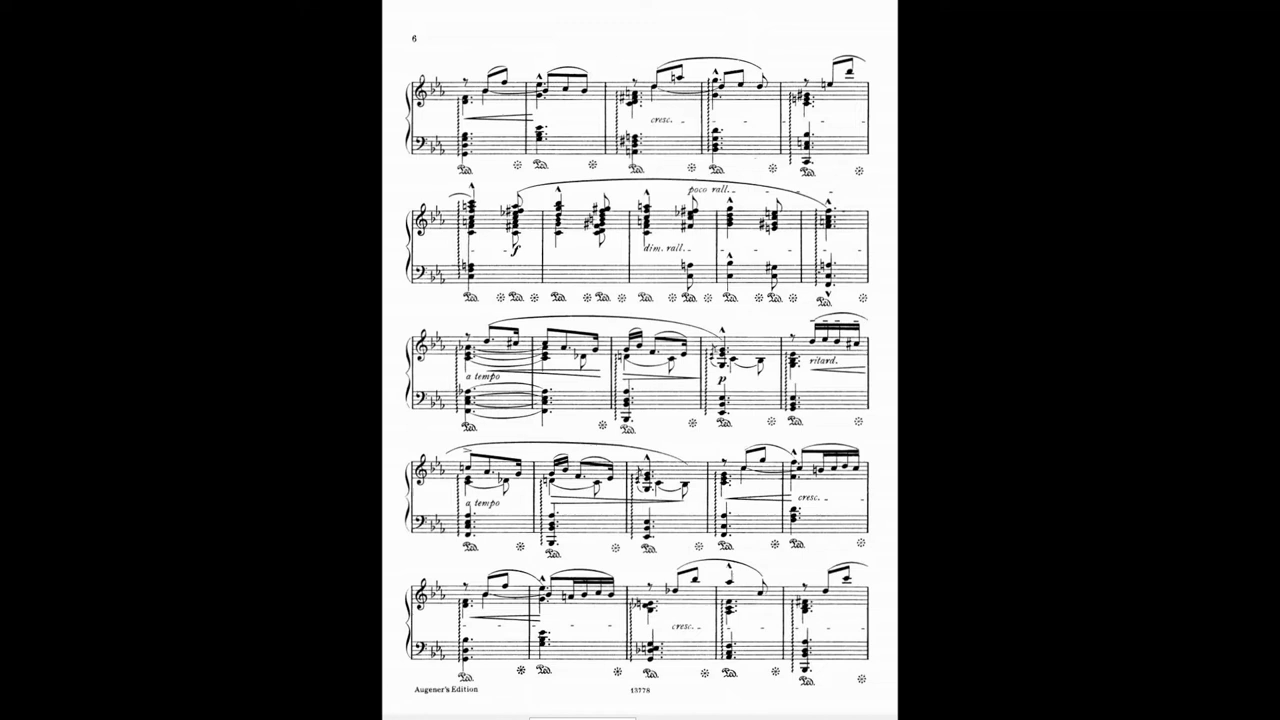 6
cresc.
poco rall.
f
dim. rall.
ritard.
a tempo
p
a tempo
cresc.
cresc.
Augener's Edition 13778